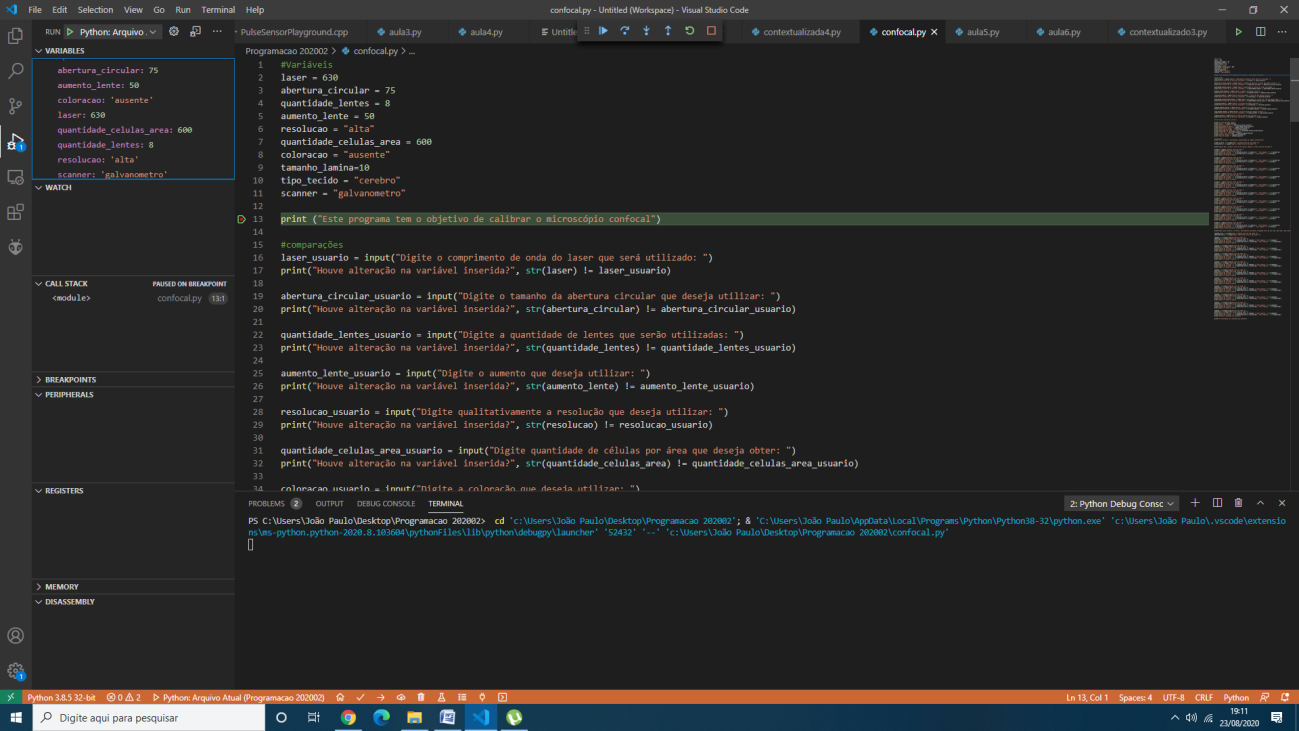 File Edit Selection View Go Run Terminal Help
confocal.py - Untitled (Workspace) - Visual Studio Code
RUN Python: Arquivo
PulseSensorPlayground.cpp aula3.py aula4.py contextualizada4.py confocal.py aula5.py aula6.py contextualizado3.py
VARIABLES
abertura_circular: 75
aumento_lente: 50
coloracao: 'ausente'
laser: 630
quantidade_celulas_area: 600
quantidade_lentes: 8
resolucao: 'alta'
scanner: 'galvanometro'
WATCH
CALL STACK PAUSED ON BREAKPOINT
<module> confocal.py 13:1
BREAKPOINTS
PERIPHERALS
REGISTERS
MEMORY
DISASSEMBLY
Programacao 202002 > confocal.py > ...
1 #Variáveis
2 laser = 630
3 abertura_circular = 75
4 quantidade_lentes = 8
5 aumento_lente = 50
6 resolucao = "alta"
7 quantidade_celulas_area = 600
8 coloracao = "ausente"
9 tamanho_lamina=10
10 tipo_tecido = "cerebro"
11 scanner = "galvanometro"
12
13 print ("Este programa tem o objetivo de calibrar o microscópio confocal")
14
15 #comparações
16 laser_usuario = input("Digite o comprimento de onda do laser que será utilizado: ")
17 print("Houve alteração na variável inserida?", str(laser) != laser_usuario)
18
19 abertura_circular_usuario = input("Digite o tamanho da abertura circular que deseja utilizar: ")
20 print("Houve alteração na variável inserida?", str(abertura_circular) != abertura_circular_usuario)
21
22 quantidade_lentes_usuario = input("Digite a quantidade de lentes que serão utilizadas: ")
23 print("Houve alteração na variável inserida?", str(quantidade_lentes) != quantidade_lentes_usuario)
24
25 aumento_lente_usuario = input("Digite o aumento que deseja utilizar: ")
26 print("Houve alteração na variável inserida?", str(aumento_lente) != aumento_lente_usuario)
27
28 resolucao_usuario = input("Digite qualitativamente a resolução que deseja utilizar: ")
29 print("Houve alteração na variável inserida?", str(resolucao) != resolucao_usuario)
30
31 quantidade_celulas_area_usuario = input("Digite quantidade de células por área que deseja obter: ")
32 print("Houve alteração na variável inserida?", str(quantidade_celulas_area) != quantidade_celulas_area_usuario)
33
34 coloracao_usuario = input("Digite a coloração que deseja utilizar: ")
PROBLEMS 2 OUTPUT DEBUG CONSOLE TERMINAL 2: Python Debug Consc
PS C:\Users\João Paulo\Desktop\Programacao 202002> cd 'c:\Users\João Paulo\Desktop\Programacao 202002'; & 'C:\Users\João Paulo\AppData\Local\Programs\Python\Python38-32\python.exe' 'c:\Users\João Paulo\.vscode\extensio
ns\ms-python.python-2020.8.103604\pythonFiles\lib\python\debugpy\launcher' '52432' '--' 'c:\Users\João Paulo\Desktop\Programacao 202002\confocal.py'
Python 3.8.5 32-bit 0 2 Python: Arquivo Atual (Programacao 202002) Ln 13, Col 1 Spaces: 4 UTF-8 CRLF Python
Digite aqui para pesquisar
19:11
23/08/2020